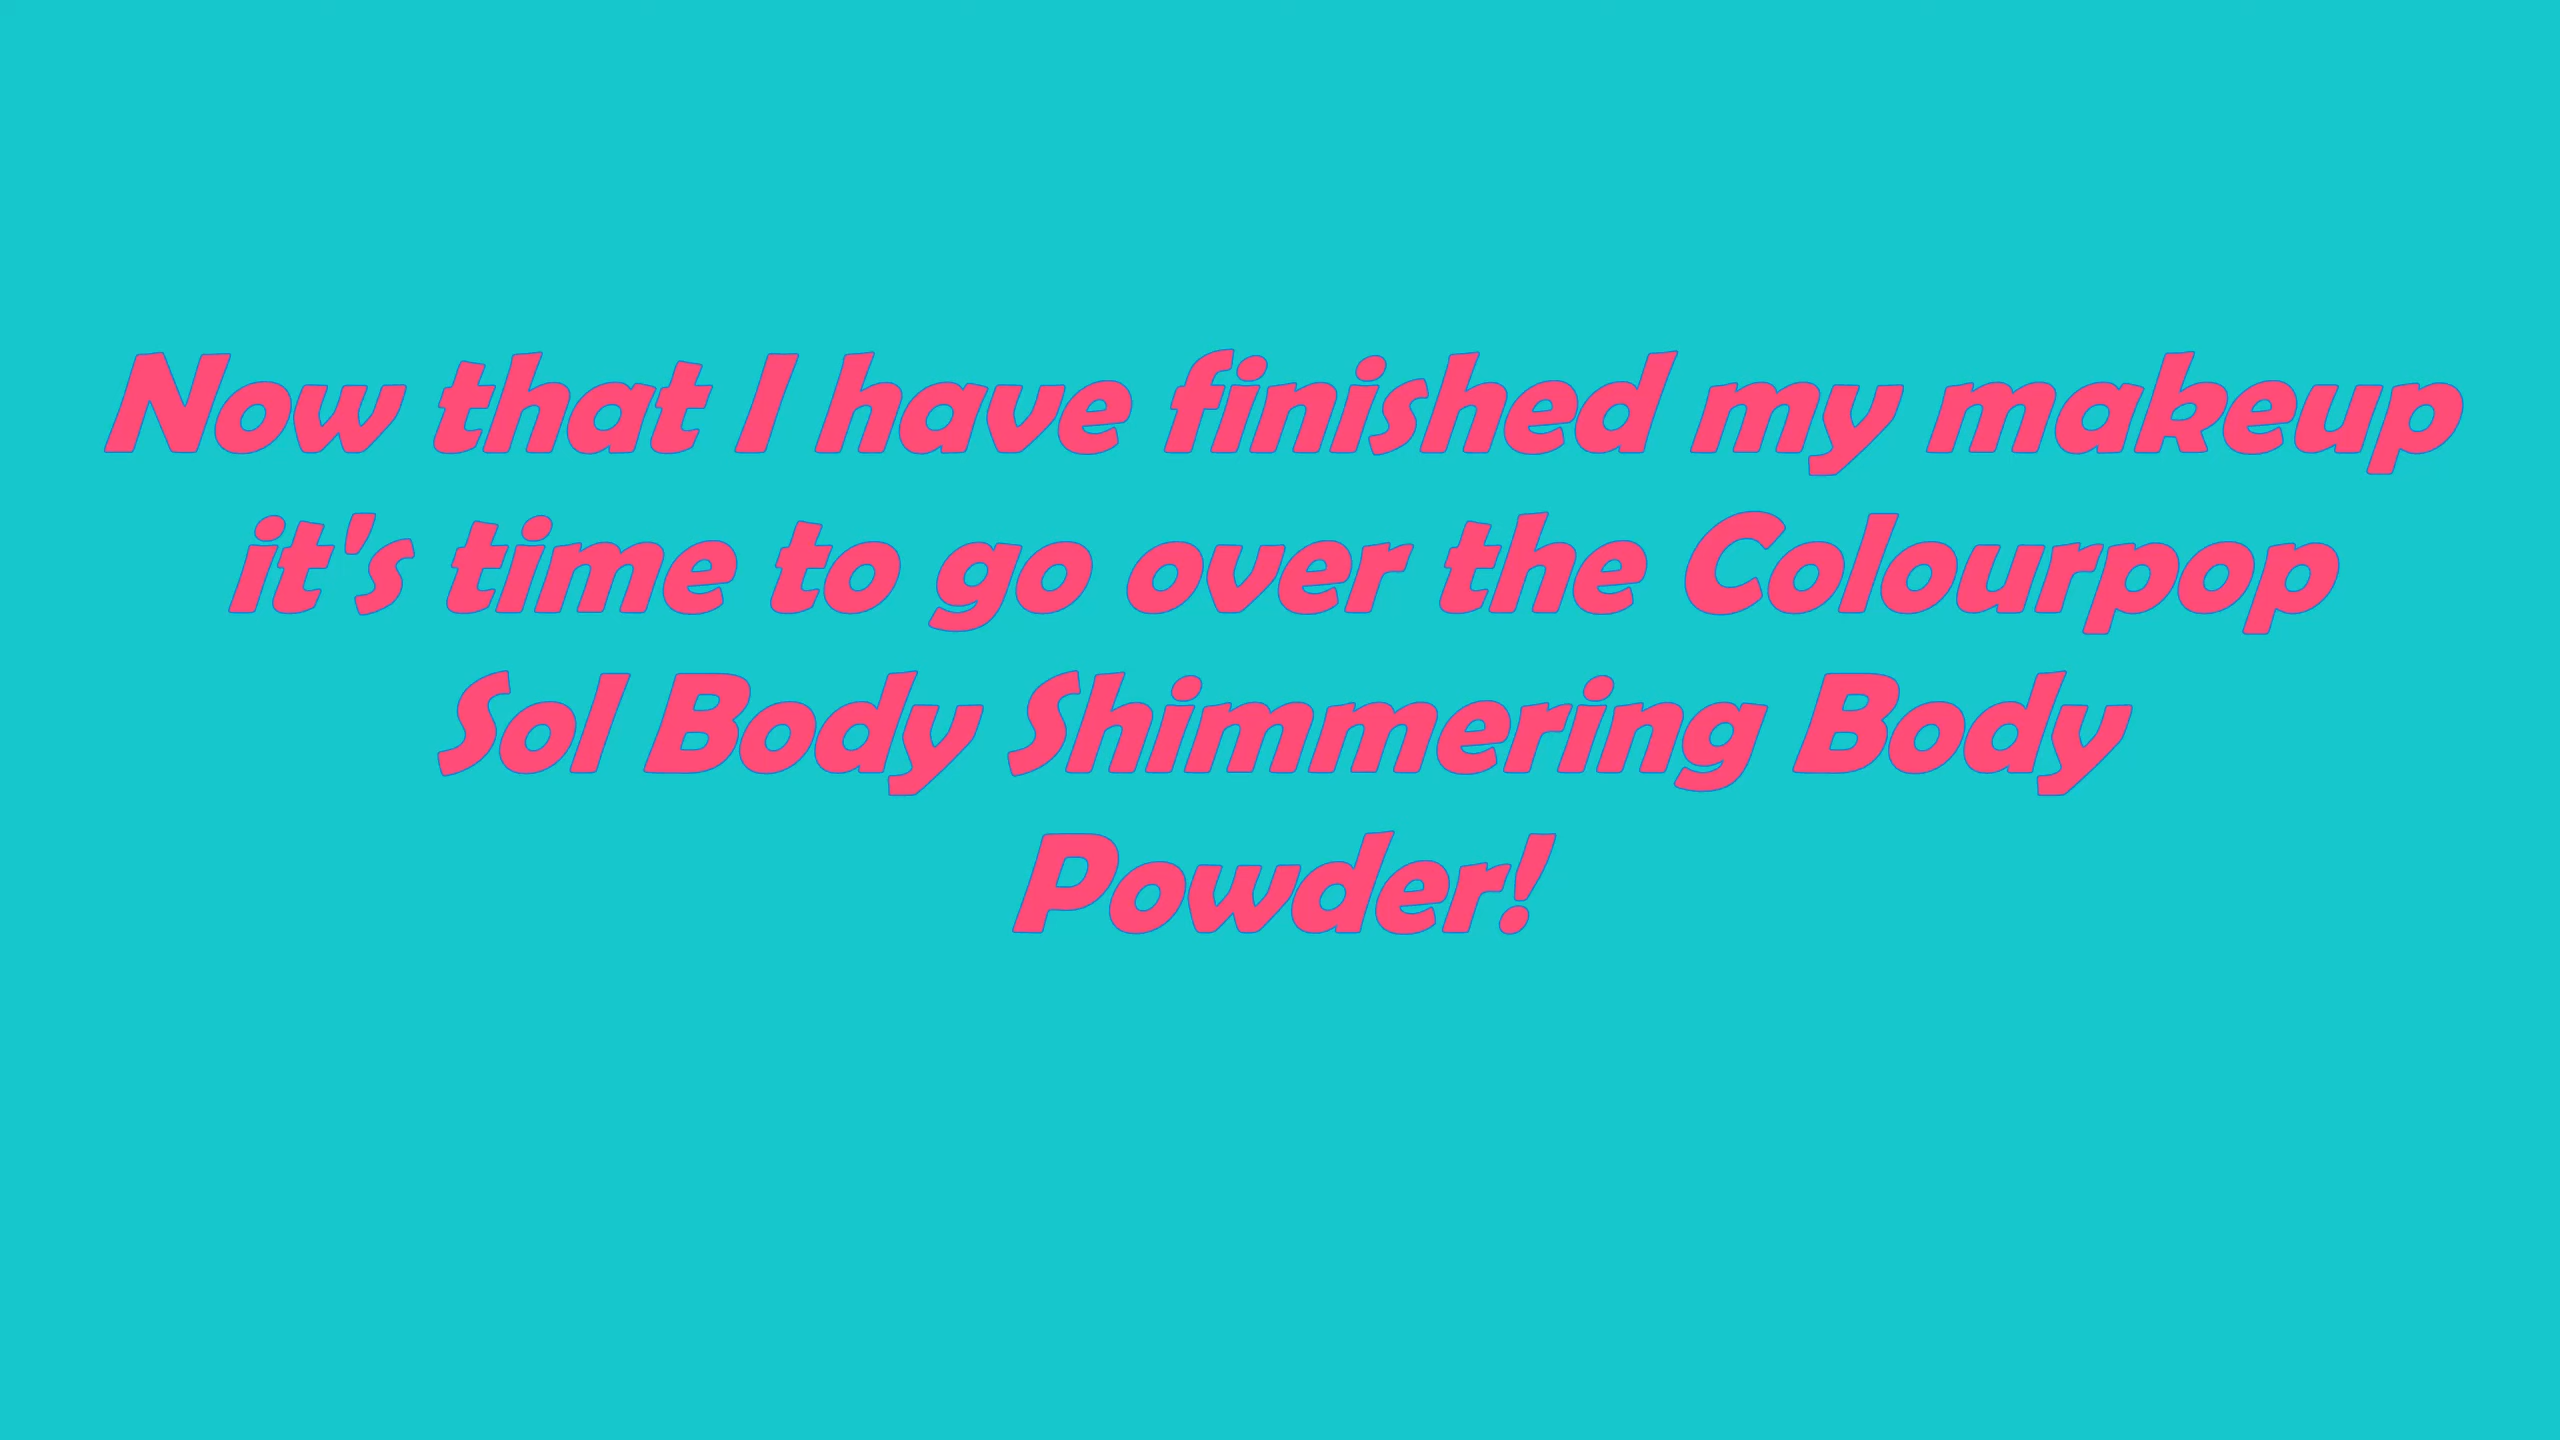 Now that I have finished my makeup
it's time to go over the Colourpop
Sol Body Shimmering Body
Powder!